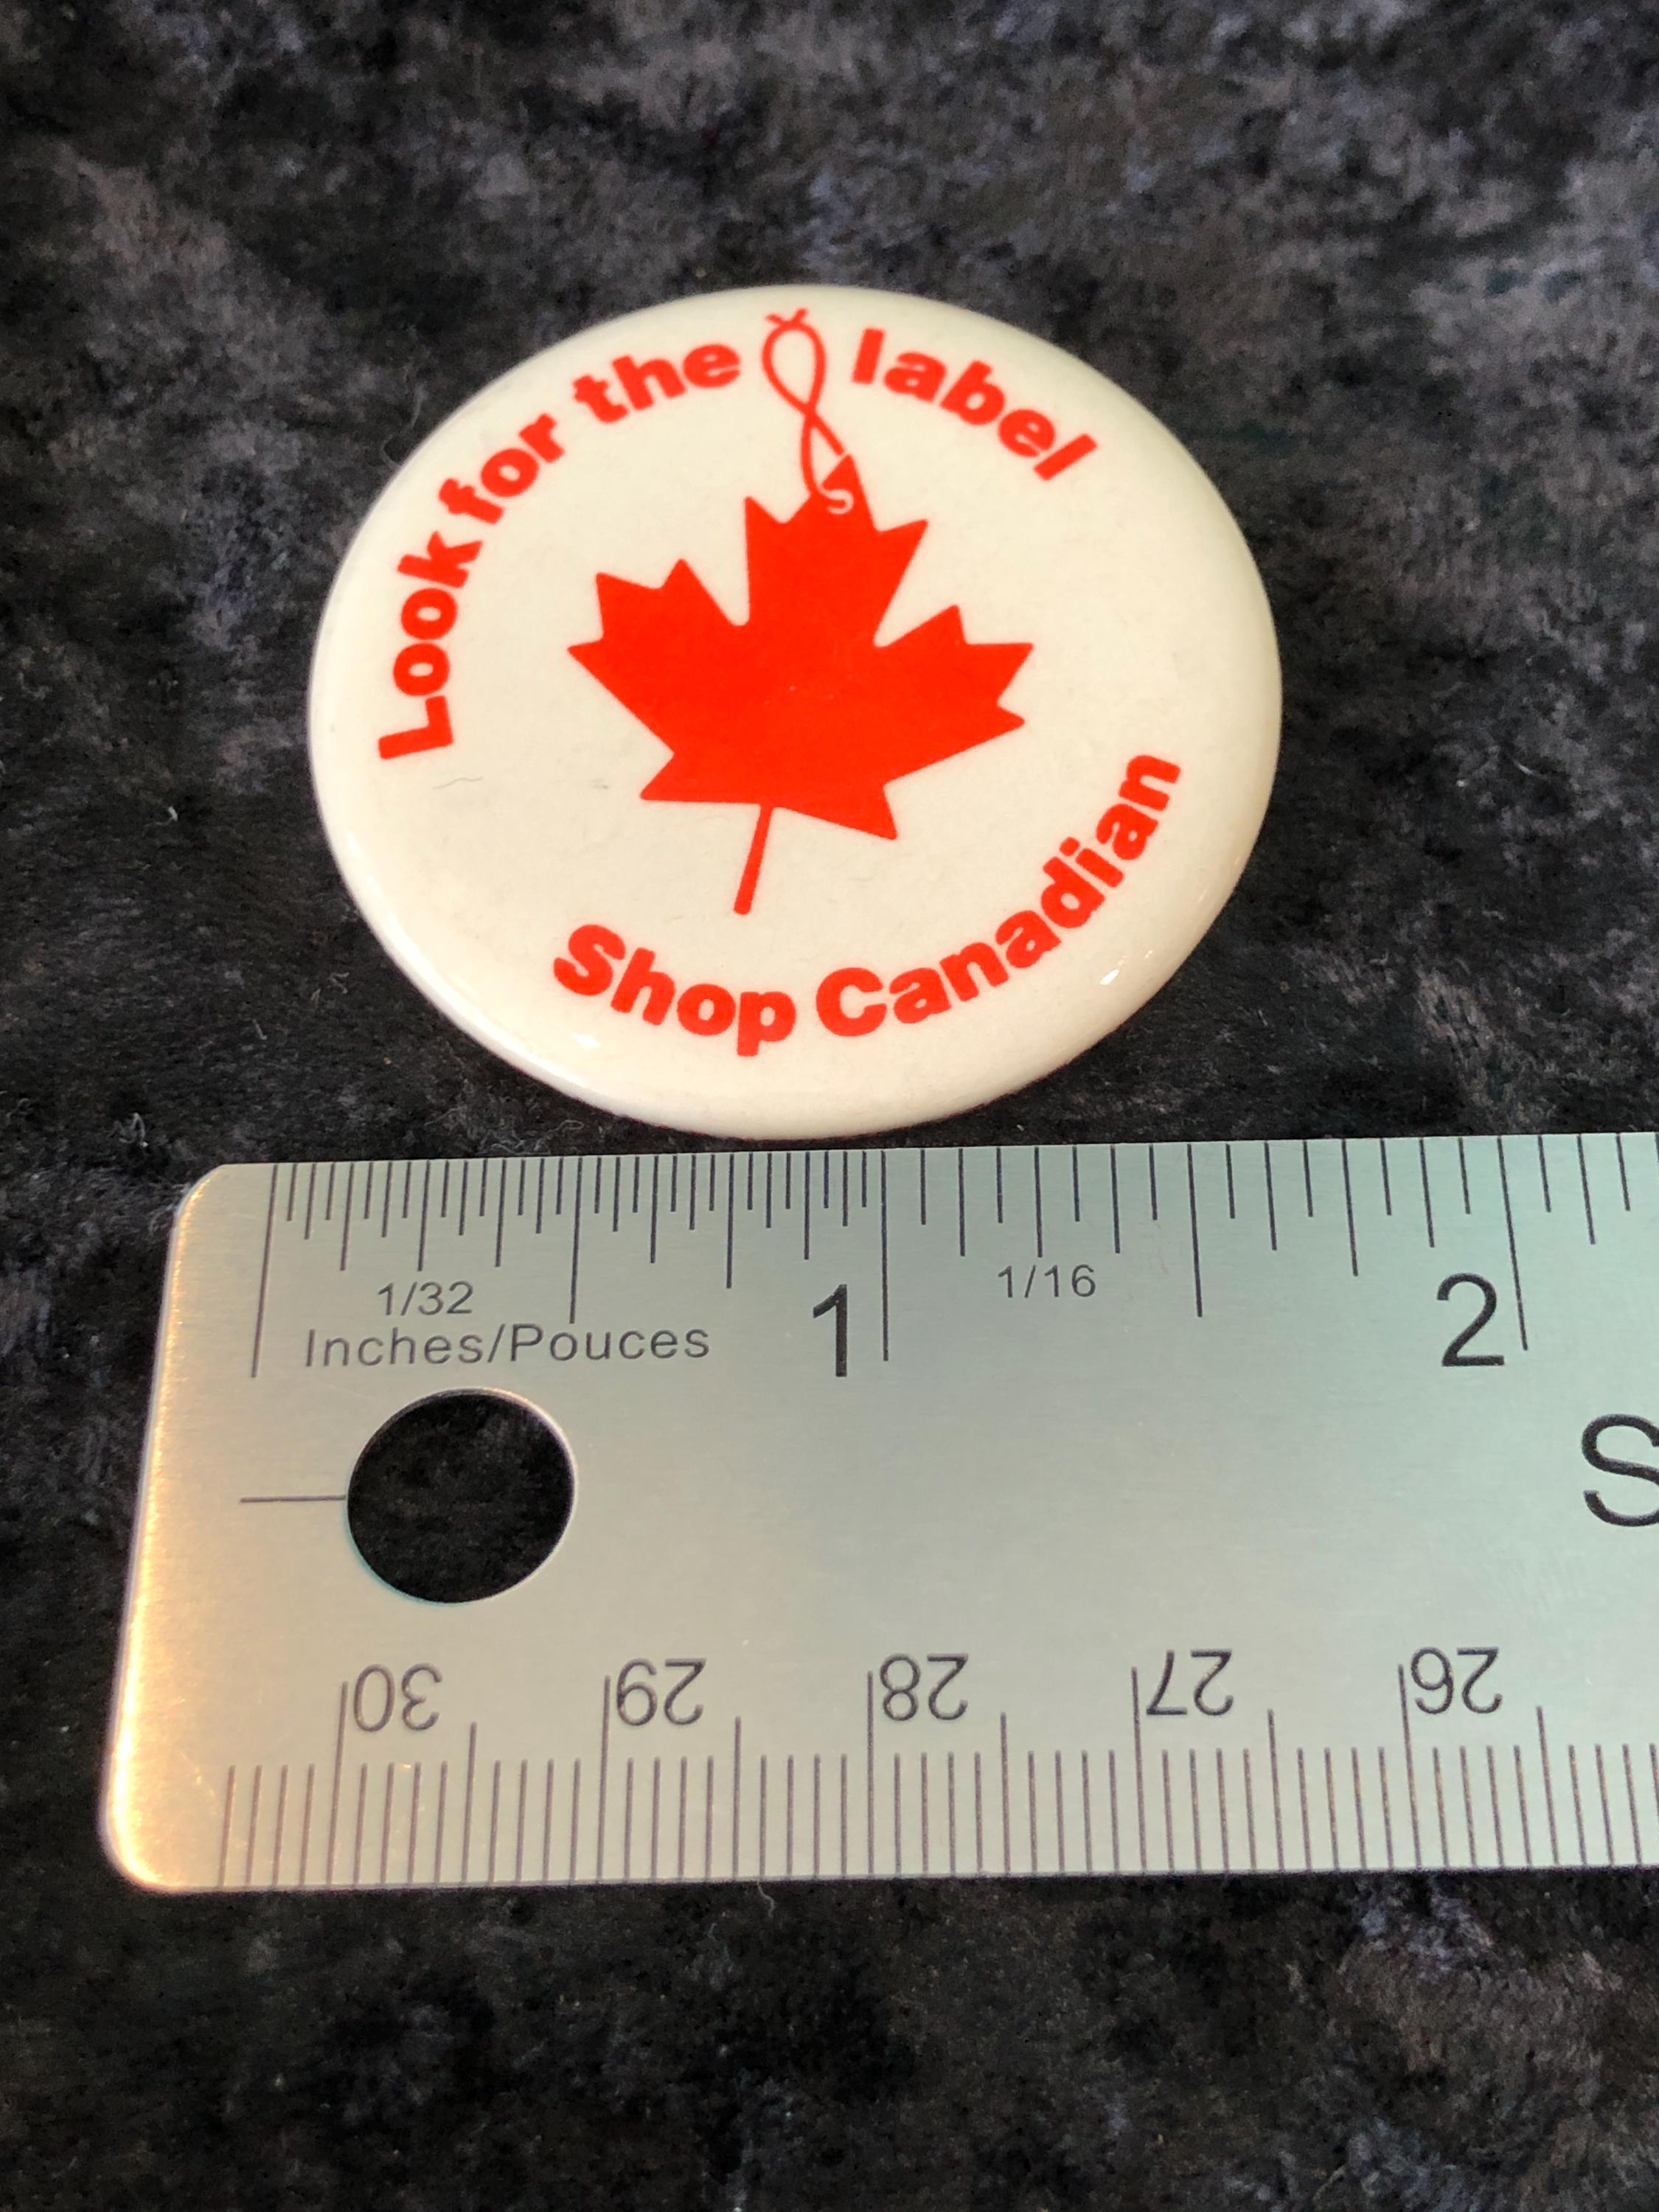 Look for the label
Shop Canadian
1/32
1/16
Inches/Pouces
1
2
S
30
29
28
27
26